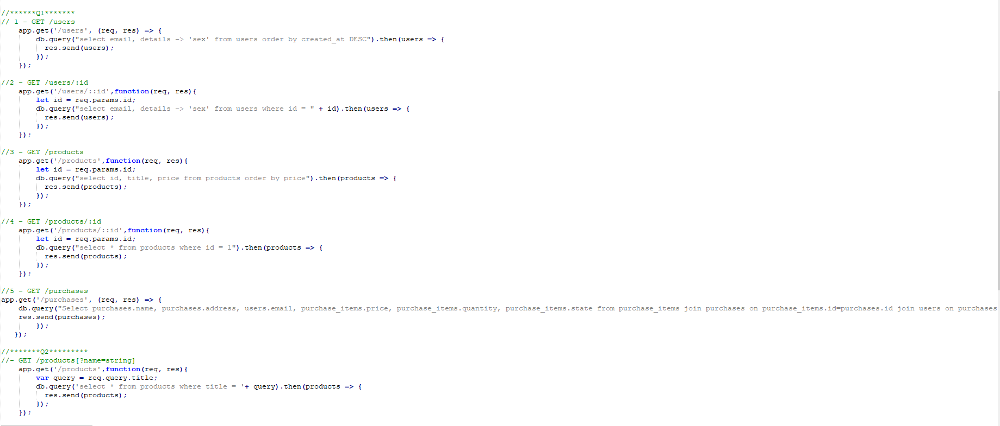 //******Q1*******
// 1 - GET /users
app.get('/users', (req, res) => {
db.query("select email, details -> 'sex' from users order by created_at DESC").then(users => {
res.send(users);
});
});
//2 - GET /users/:id
app.get('/users/::id',function(req, res){
let id = req.params.id;
db.query("select email, details -> 'sex' from users where id = " + id).then(users => {
res.send(users);
});
});
//3 - GET /products
app.get('/products',function(req, res){
let id = req.params.id;
db.query("select id, title, price from products order by price").then(products => {
res.send(products);
});
});
//4 - GET /products/:id
app.get('/products/::id',function(req, res){
let id = req.params.id;
db.query("select * from products where id = 1").then(products => {
res.send(products);
});
});
//5 - GET /purchases
app.get('/purchases', (req, res) => {
db.query("Select purchases.name, purchases.address, users.email, purchase_items.price, purchase_items.quantity, purchase_items.state from purchase_items join purchases on purchase_items.id=purchases.id join users on purchases
res.send(purchases);
});
});
//*******Q2*********
//- GET /products[?name=string]
app.get('/products',function(req, res){
var query = req.query.title;
db.query('select * from products where title = '+ query).then(products => {
res.send(products);
});
});